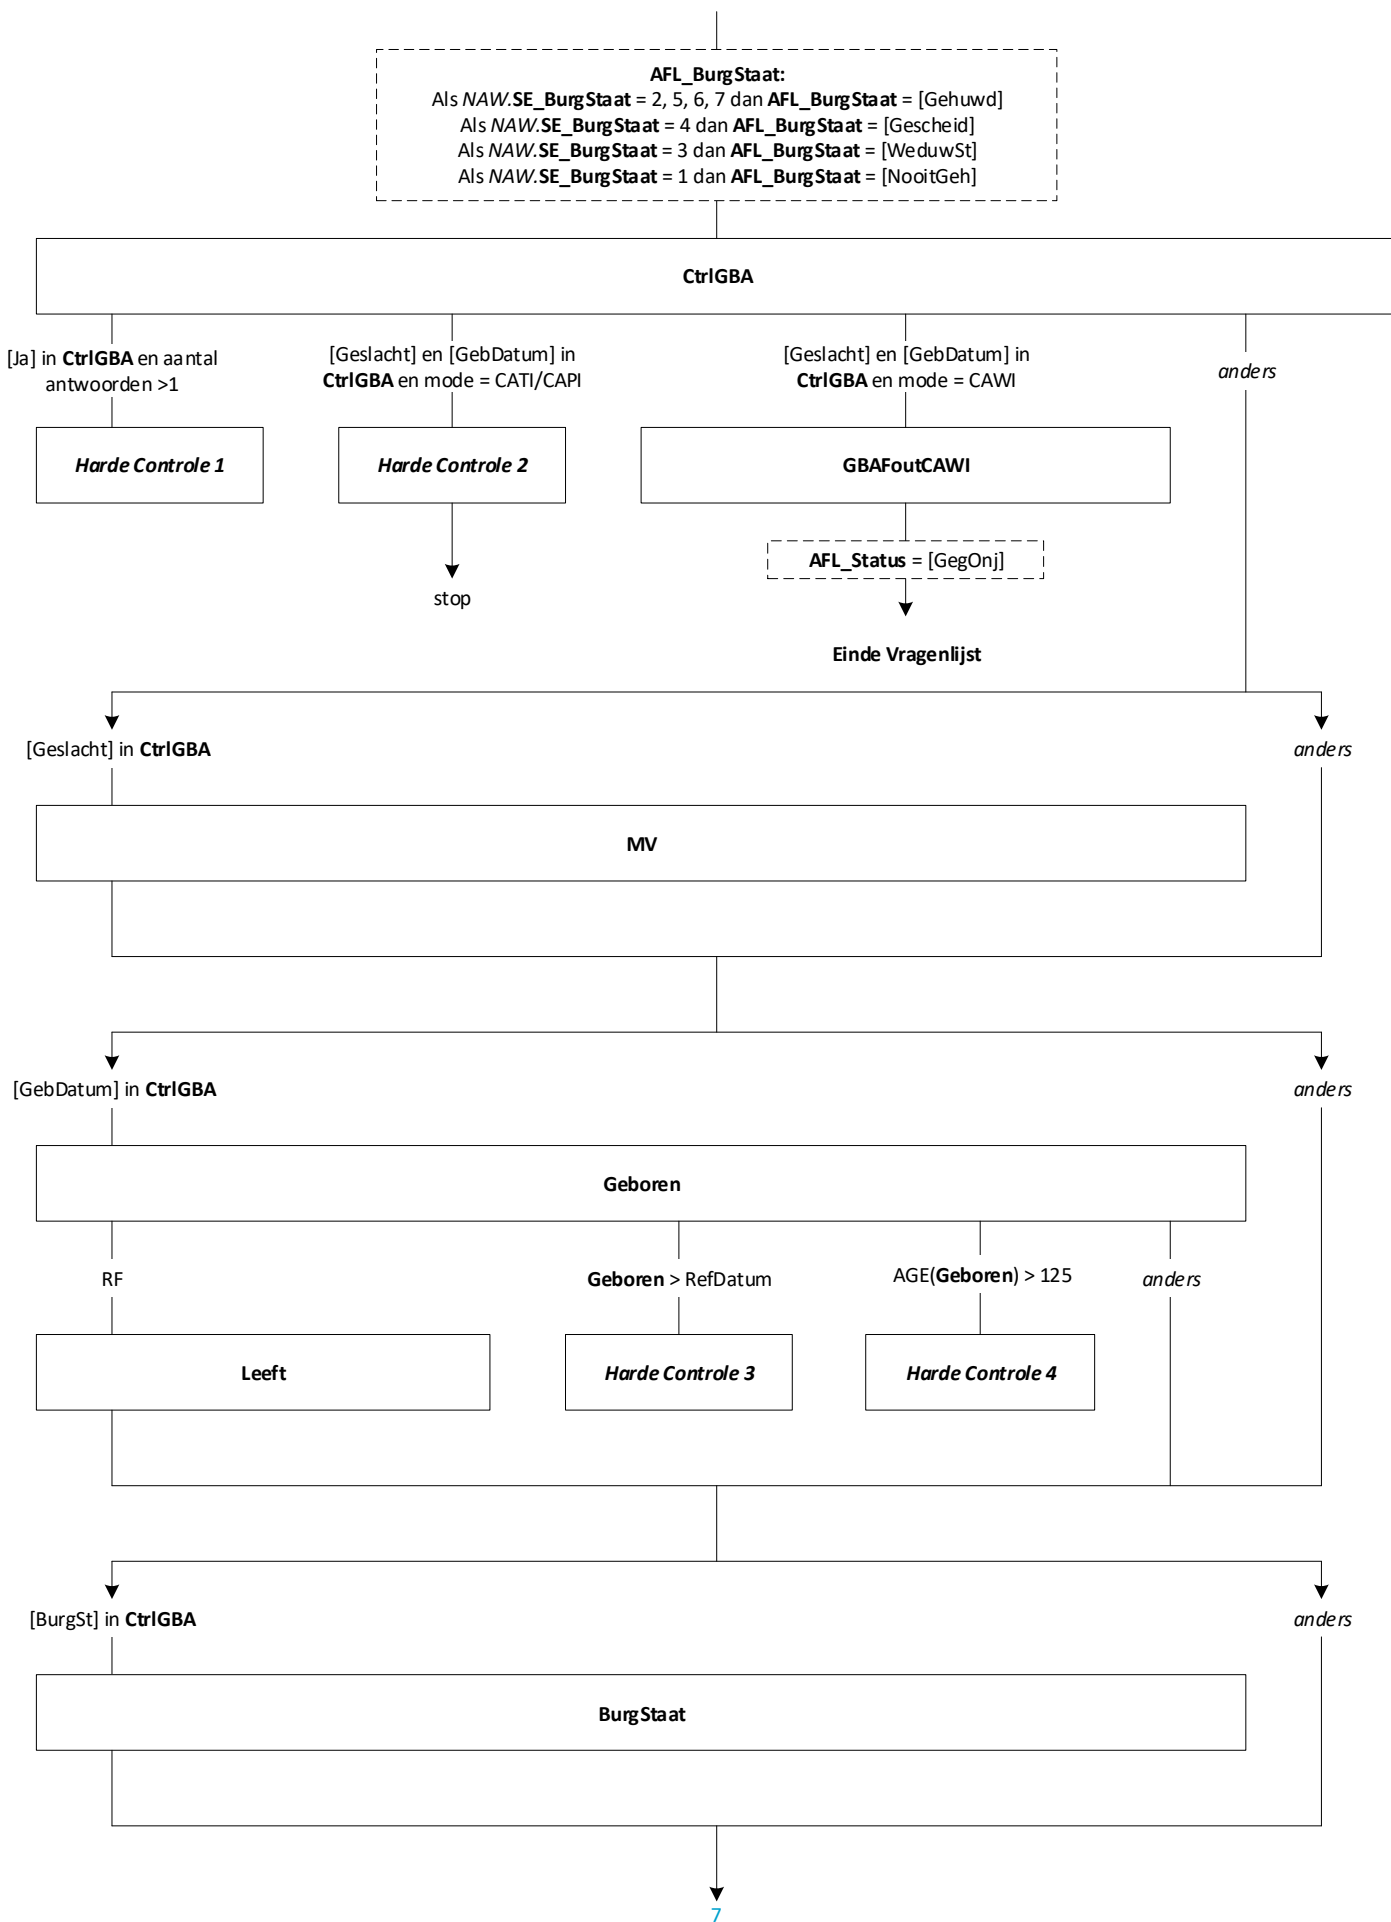 AFL_BurgStaat:
Als NAW.SE_BurgStaat = 2, 5, 6, 7 dan AFL_BurgStaat = [Gehuwd]
Als NAW.SE_BurgStaat = 4 dan AFL_BurgStaat = [Gescheid]
Als NAW.SE_BurgStaat = 3 dan AFL_BurgStaat = [WeduwSt]
Als NAW.SE_BurgStaat = 1 dan AFL_BurgStaat = [NooitGeh]
CtrlGBA
[Ja] in CtrlGBA en aantal
antwoorden >1
[Geslacht] en [GebDatum] in
CtrlGBA en mode = CATI/CAPI
[Geslacht] en [GebDatum] in
CtrlGBA en mode = CAWI
anders
Harde Controle 1
Harde Controle 2
GBAFoutCAWI
AFL_Status = [GegOnj]
stop
Einde Vragenlijst
[Geslacht] in CtrlGBA
anders
MV
[GebDatum] in CtrlGBA
anders
Geboren
RF
Geboren > RefDatum
AGE(Geboren) > 125
anders
Leeft
Harde Controle 3
Harde Controle 4
[BurgSt] in CtrlGBA
anders
BurgStaat
7